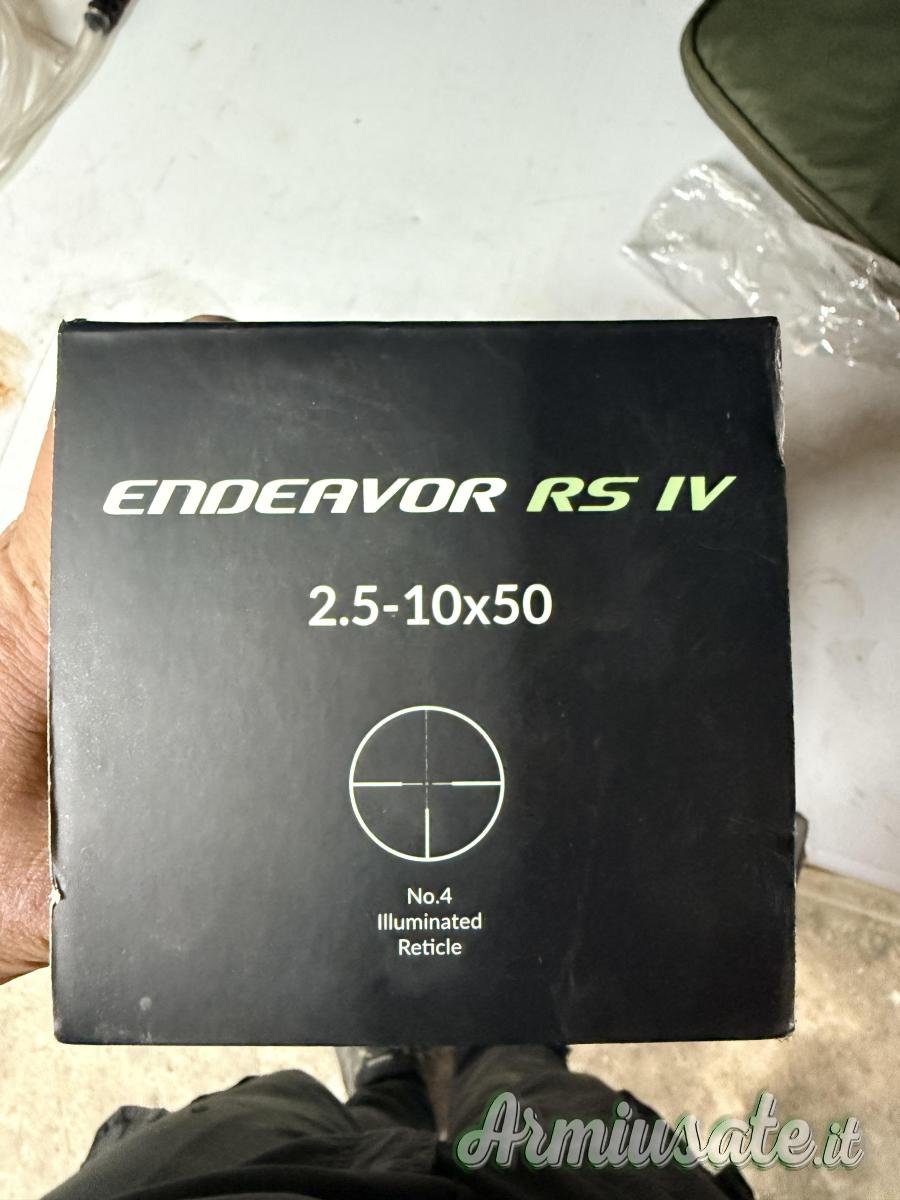 ENDEAVOR RS IV
2.5-10x50
No.4
Illuminated
Reticle
Armiusate.it